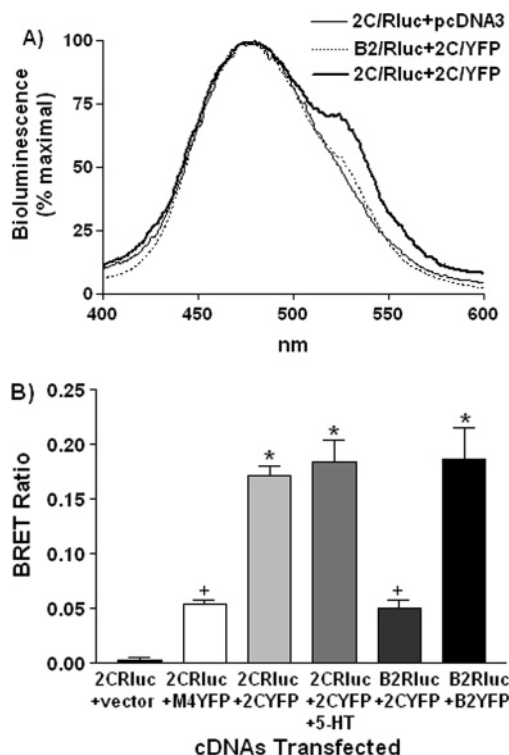 A)
2C/Rluc+pcDNA3
B2/Rluc+2C/YFP
2C/Rluc+2C/YFP
Bioluminescence
(% maximal)
100
75
50
25
0
400 450 500 550 600
nm
B)
BRET Ratio
0.25
0.20
0.15
0.10
0.05
0.00
+ * * + *
2CRluc 2CRluc 2CRluc 2CRluc B2Rluc B2Rluc
+vector +M4YFP +2CYFP +2CYFP +2CYFP +B2YFP
+5-HT
cDNAs Transfected